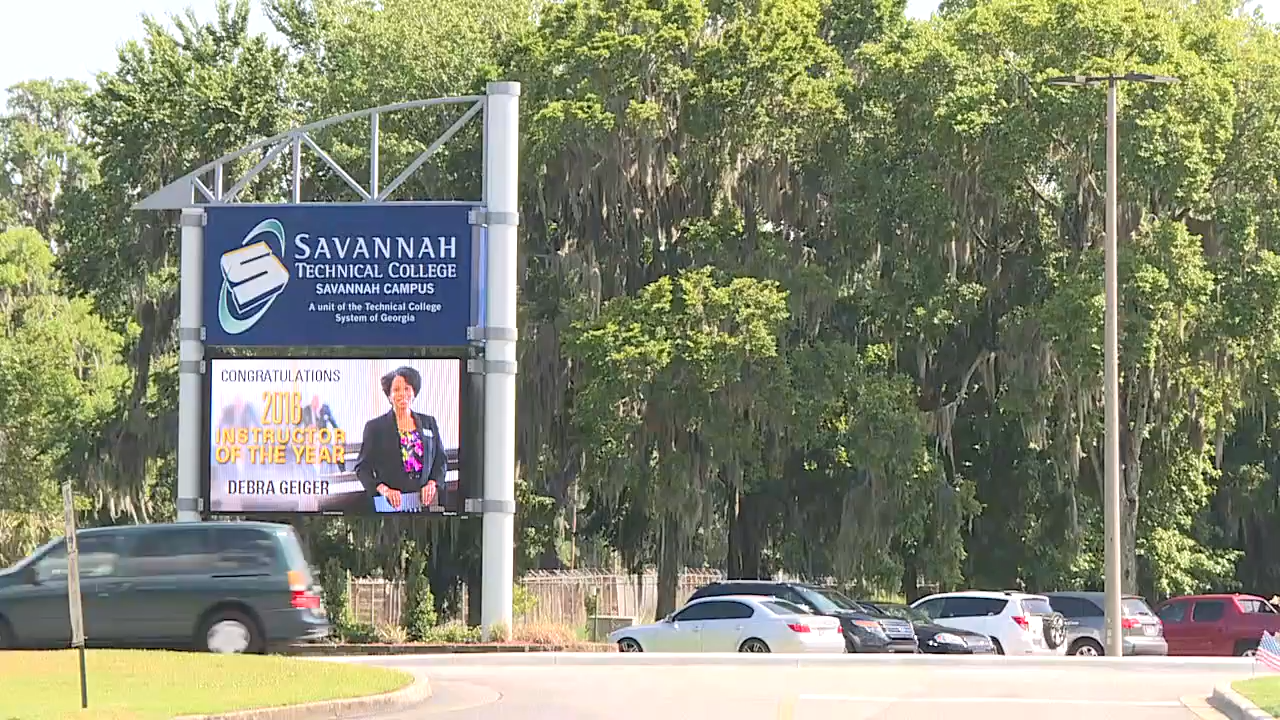 S
SAVANNAH
TECHNICAL COLLEGE
SAVANNAH CAMPUS
A unit of the Technical College
System of Georgia
CONGRATULATIONS
2016
INSTRUCTOR
OF THE YEAR
DEBRA GEIGER